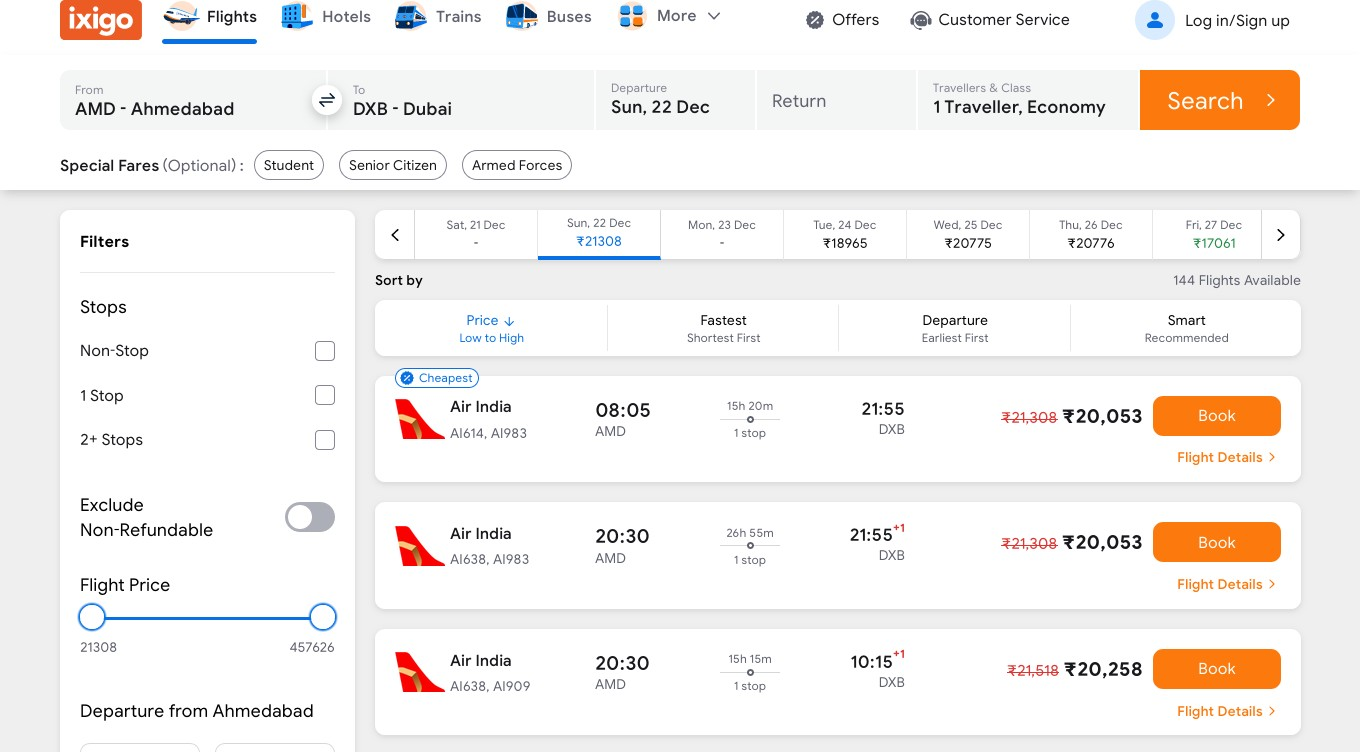 ixigo
Flights
Hotels
Trains
Buses
More
Offers
Customer Service
Log in/Sign up
From
AMD - Ahmedabad
To
DXB - Dubai
Departure
Sun, 22 Dec
Return
Travellers & Class
1 Traveller, Economy
Search
Special Fares (Optional) :
Student
Senior Citizen
Armed Forces
Filters
Stops
Non-Stop
1 Stop
2+ Stops
Exclude
Non-Refundable
Flight Price
21308
457626
Departure from Ahmedabad
Sat, 21 Dec
-
Sun, 22 Dec
₹21308
Mon, 23 Dec
-
Tue, 24 Dec
₹18965
Wed, 25 Dec
₹20775
Thu, 26 Dec
₹20776
Fri, 27 Dec
₹17061
Sort by
144 Flights Available
Price
Low to High
Fastest
Shortest First
Departure
Earliest First
Smart
Recommended
Cheapest
Air India
AI614, AI983
08:05
AMD
15h 20m
1 stop
21:55
DXB
₹21,308 ₹20,053
Book
Flight Details
Air India
AI638, AI983
20:30
AMD
26h 55m
1 stop
21:55+1
DXB
₹21,308 ₹20,053
Book
Flight Details
Air India
AI638, AI909
20:30
AMD
15h 15m
1 stop
10:15+1
DXB
₹21,518 ₹20,258
Book
Flight Details